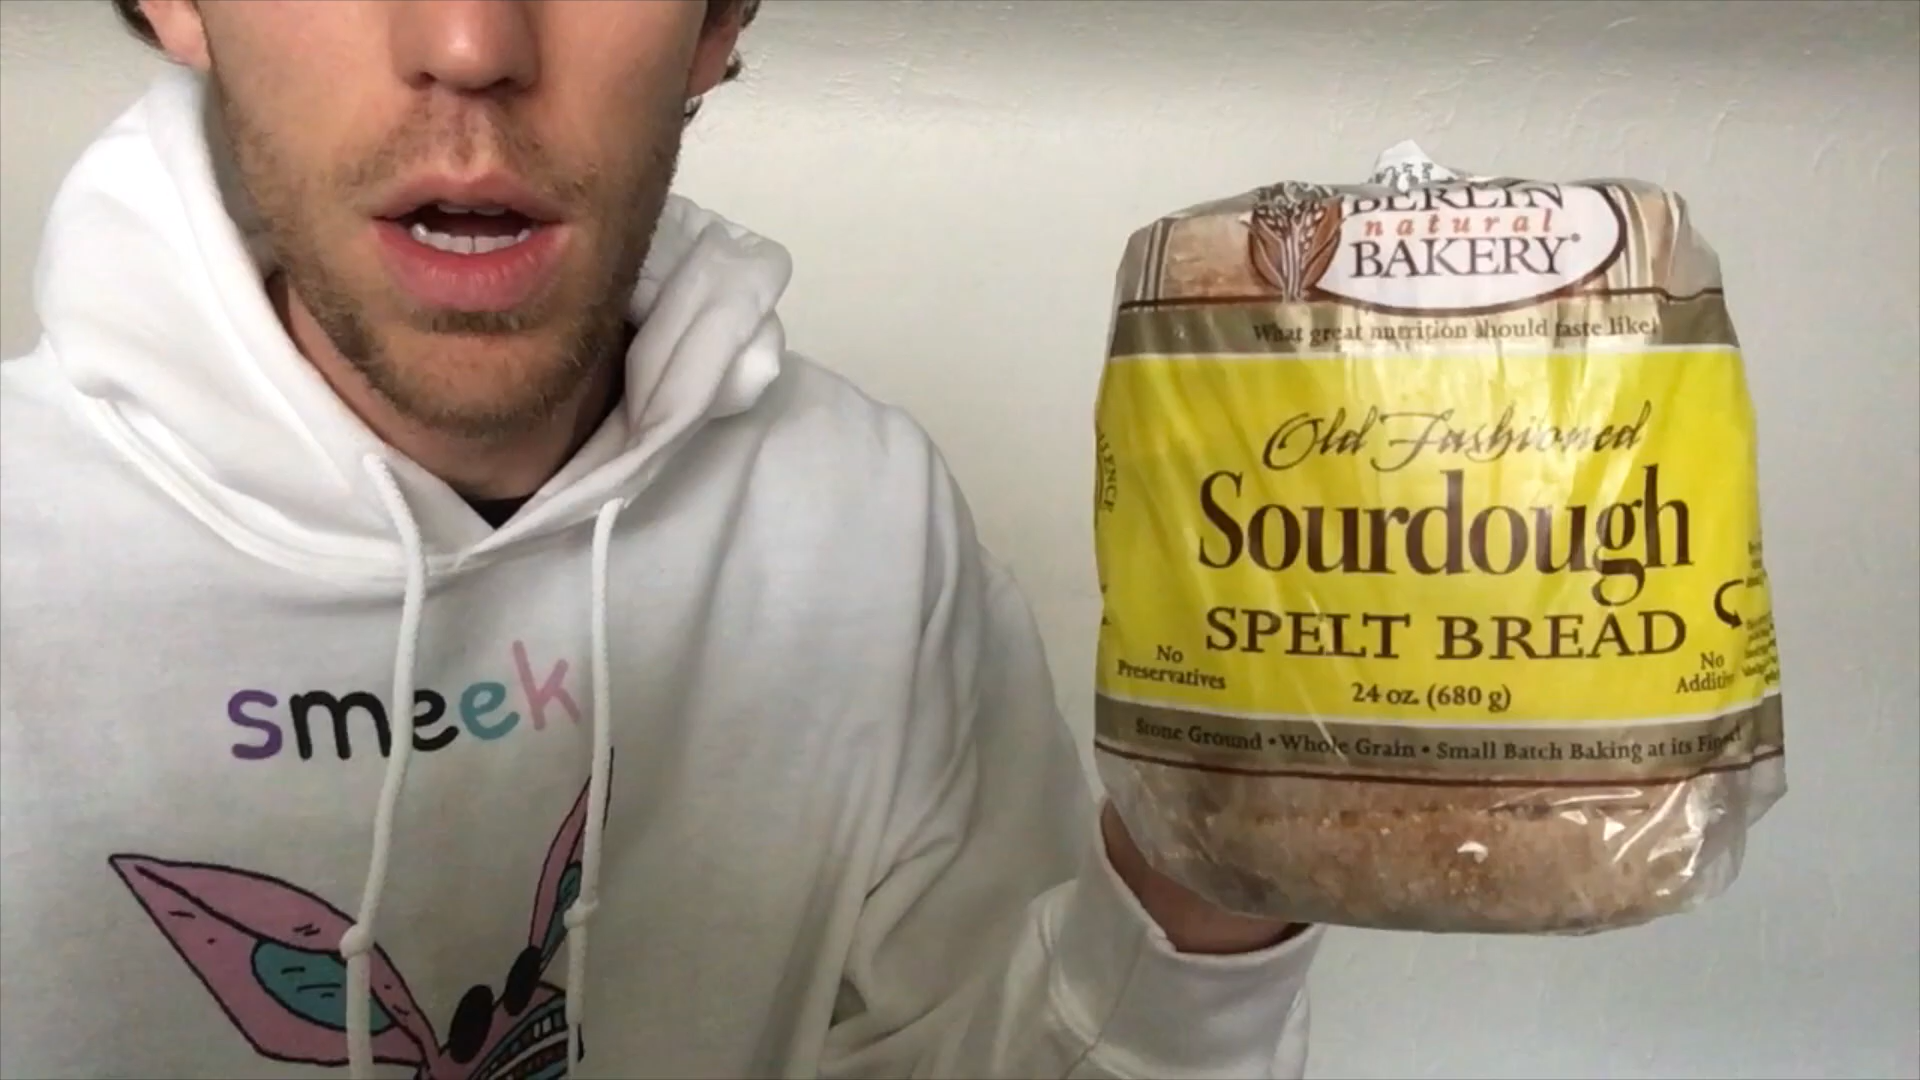 smeek
BERLIN
natural
BAKERY®
What great nutrition should taste like!
Old Fashioned
Sourdough
SPELT BREAD
No
Preservatives
No
24 oz. (680 g)
Stone Ground • Whole Grain • Small Batch Baking at its